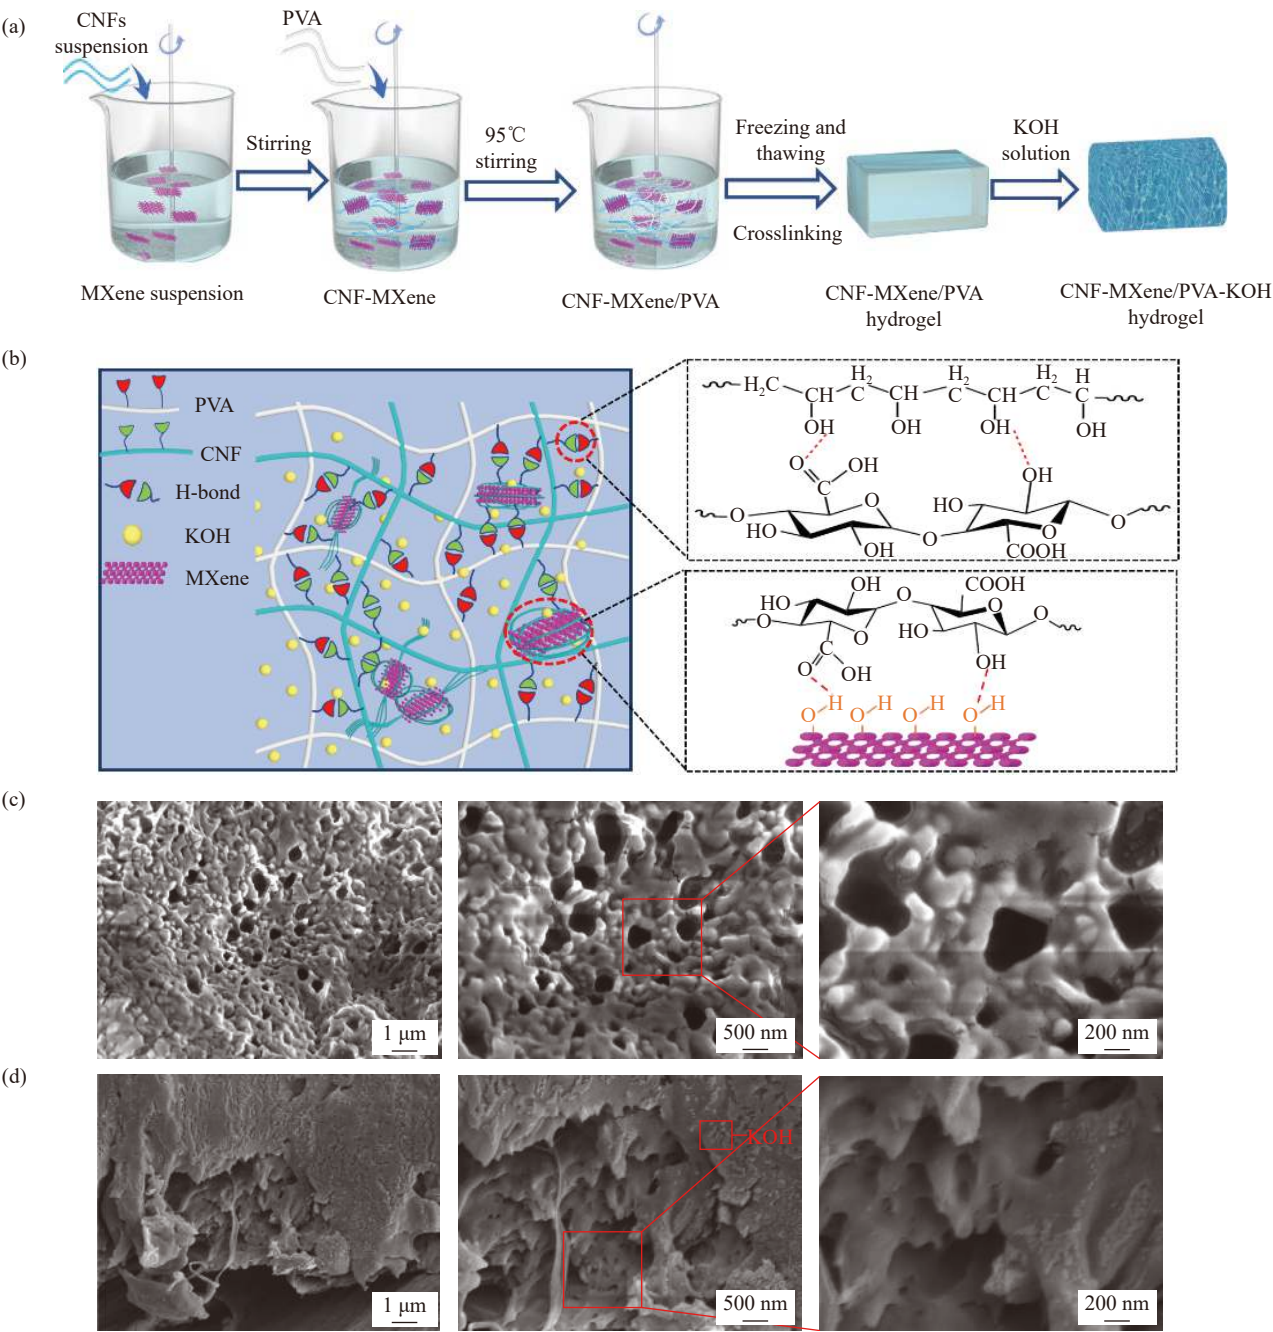 (a)
CNFs
suspension
PVA
Stirring
95℃
stirring
Freezing and
thawing
Crosslinking
KOH
solution
MXene suspension
CNF-MXene
CNF-MXene/PVA
CNF-MXene/PVA
hydrogel
CNF-MXene/PVA-KOH
hydrogel
(b)
PVA
CNF
H-bond
KOH
MXene
H₂C
CH
OH
H₂
C
CH
OH
H₂
C
CH
OH
H₂
C
H
C
OH
O
C
OH
O
O
HO
OH
O
HO
OH
O
COOH
O
HO
OH
O
COOH
O
O
HO
O
O
C
OH
O
HO
OH
O
H
O
H
O
H
O
H
(c)
1 μm
500 nm
200 nm
(d)
KOH
1 μm
500 nm
200 nm